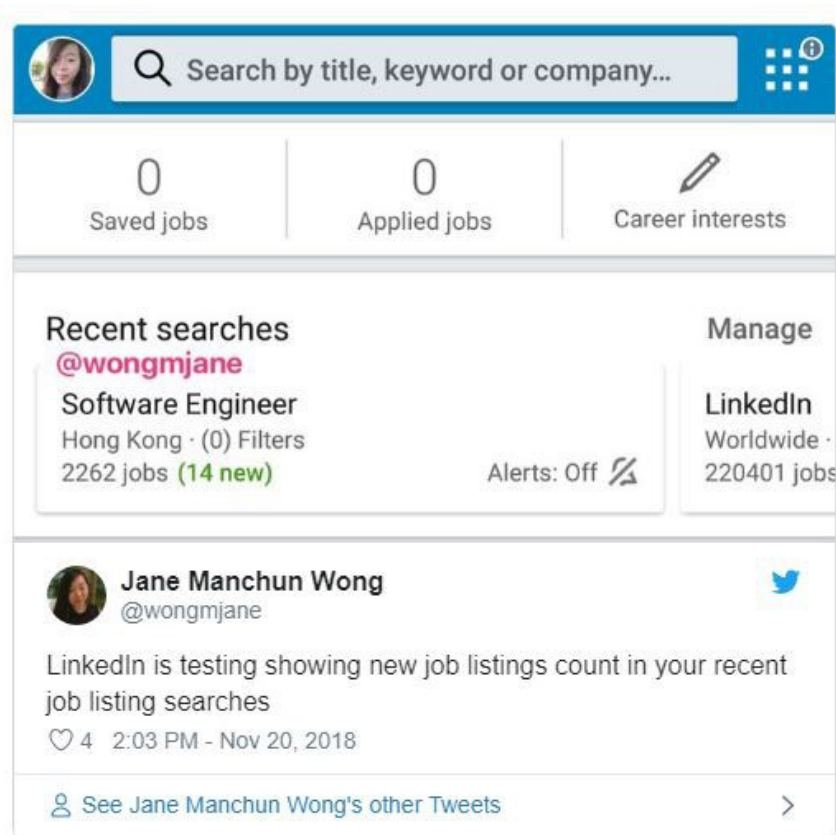 Search by title, keyword or company...
0
Saved jobs
0
Applied jobs
Career interests
Recent searches
Manage
@wongmjane
Software Engineer
Hong Kong · (0) Filters
2262 jobs (14 new)
Alerts: Off
LinkedIn
Worldwide ·
220401 jobs
Jane Manchun Wong
@wongmjane
LinkedIn is testing showing new job listings count in your recent
job listing searches
4 2:03 PM - Nov 20, 2018
See Jane Manchun Wong's other Tweets